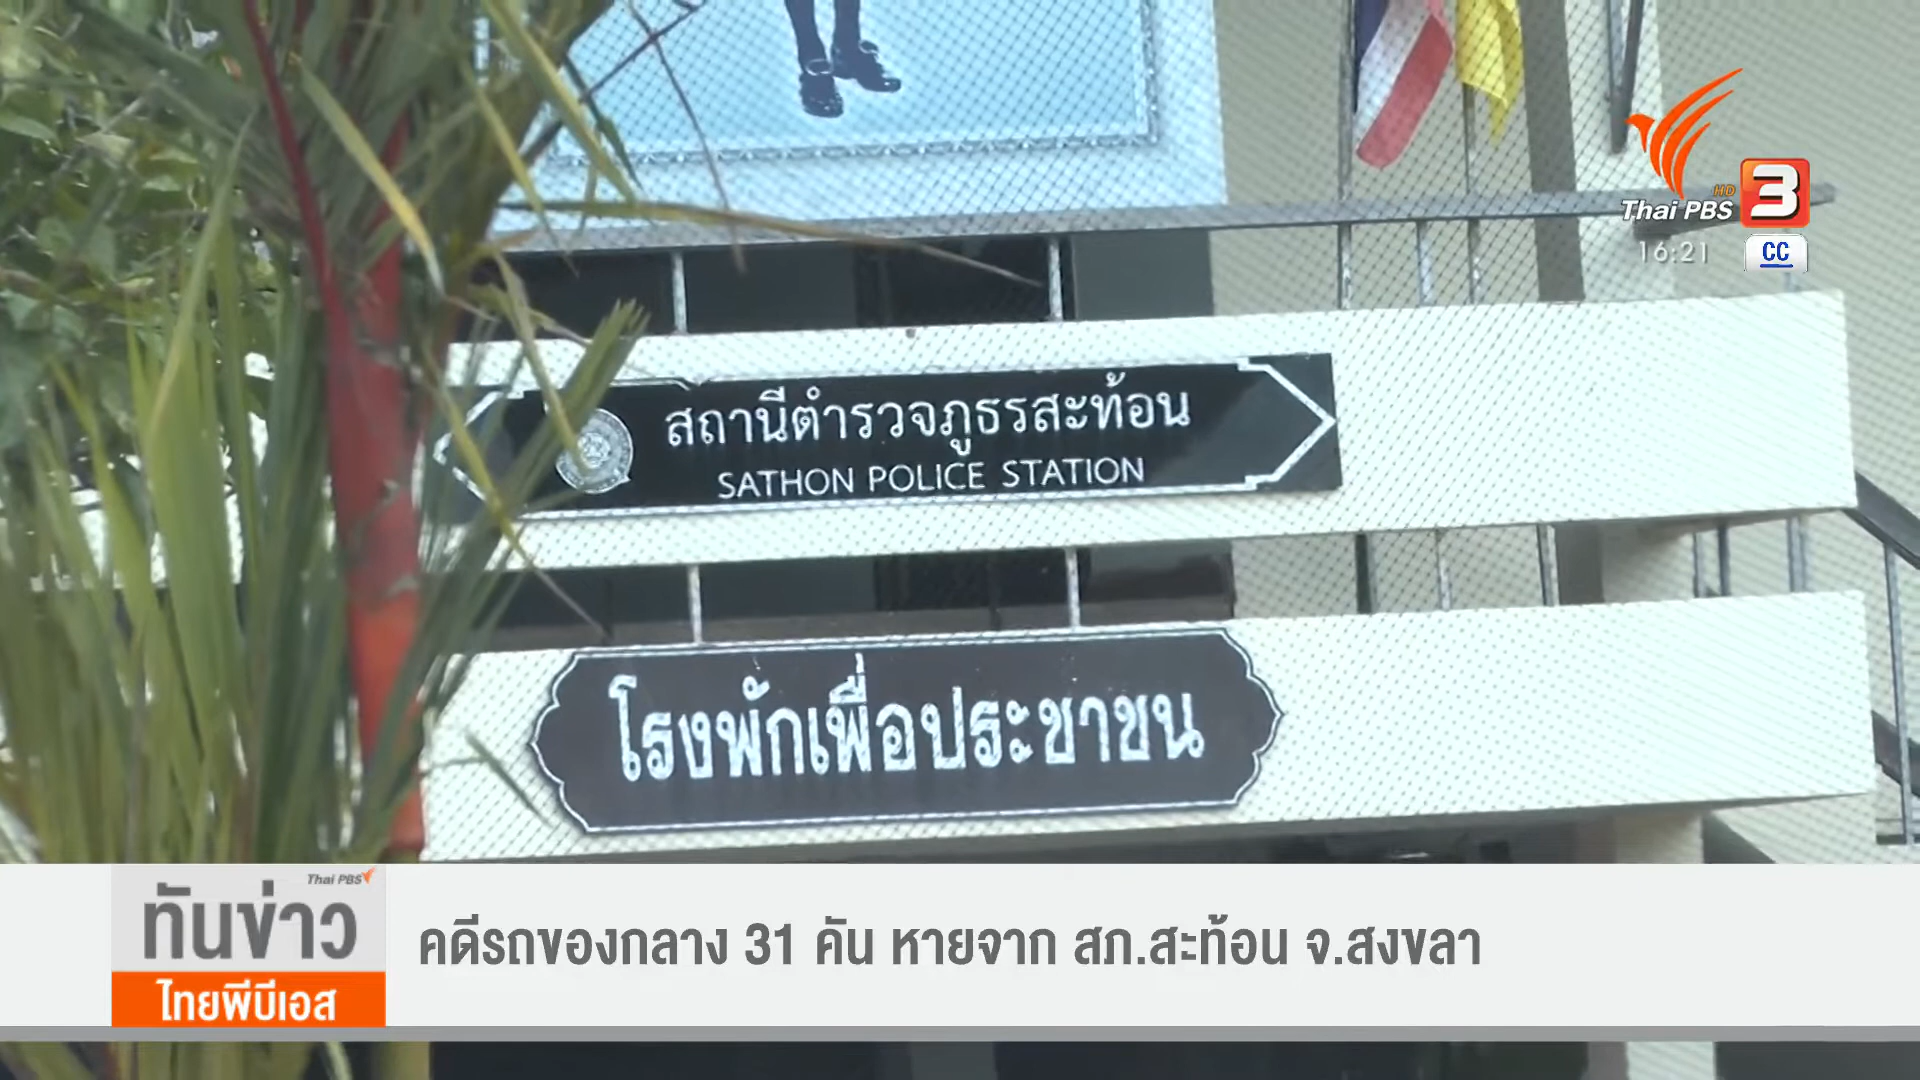 HD
Thai PBS 3
16:21
CC
สถานีตำรวจภูธรสะท้อน
SATHON POLICE STATION
โรงพักเพื่อประชาชน
Thai PBS
ทันข่าว
ไทยพีบีเอส
คดีรถของกลาง 31 คัน หายจาก สภ.สะท้อน จ.สงขลา